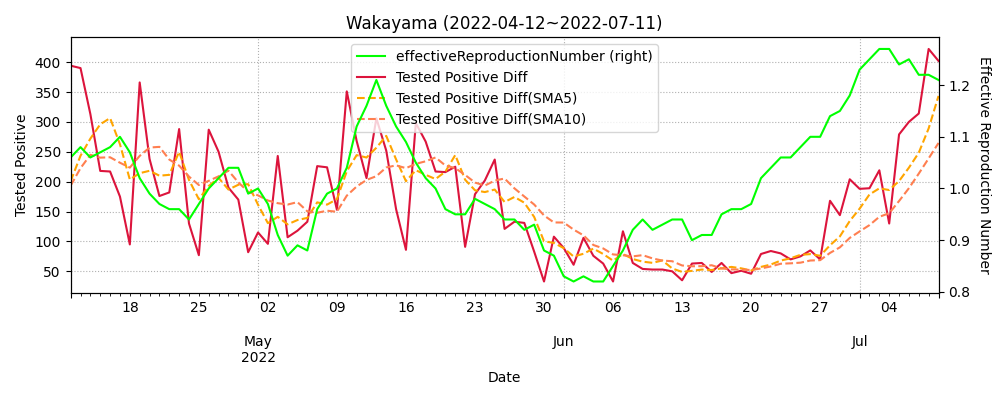 Wakayama (2022-04-12~2022-07-11)
effectiveReproductionNumber (right)
Tested Positive Diff
Tested Positive Diff(SMA5)
Tested Positive Diff(SMA10)
Tested Positive
400
350
300
250
200
150
100
50
1.2
1.1
1.0
0.9
0.8
Effective Reproduction Number
18 25 02 09 16 23 30 06 13 20 27 04
May Jun Jul
2022
Date